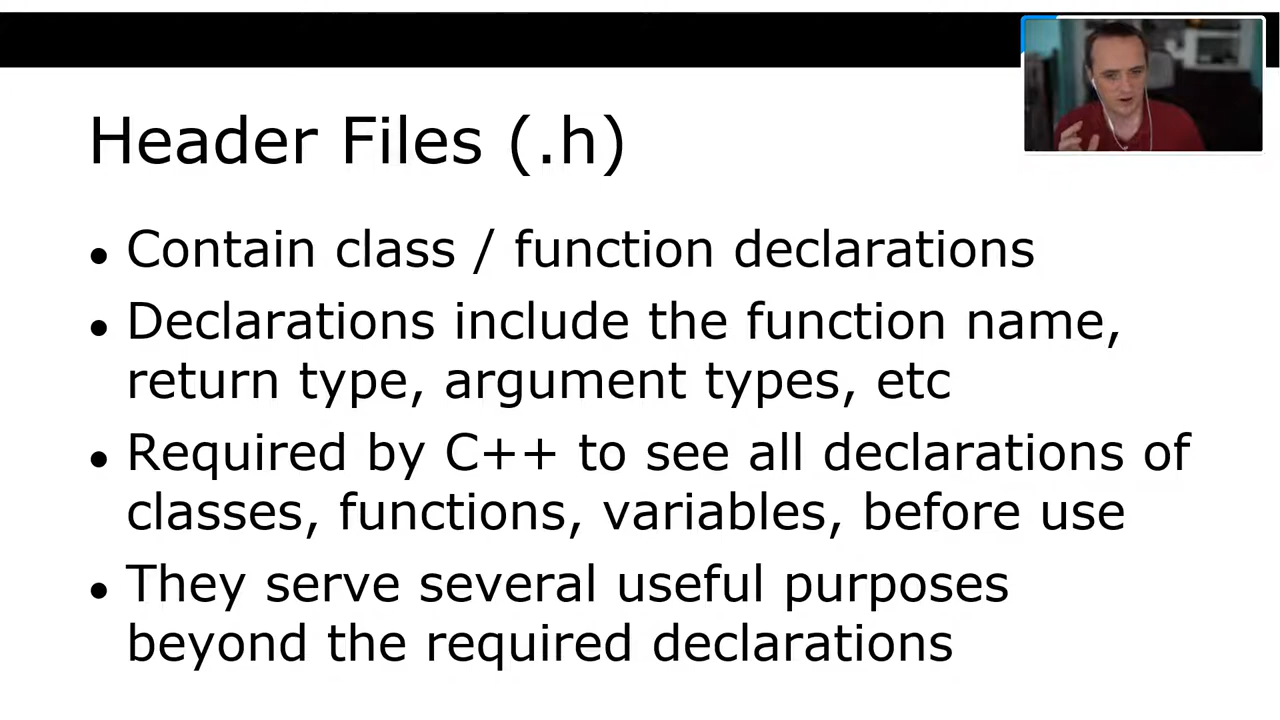 Header Files (.h)
• Contain class / function declarations
• Declarations include the function name,
return type, argument types, etc
• Required by C++ to see all declarations of
classes, functions, variables, before use
• They serve several useful purposes
beyond the required declarations